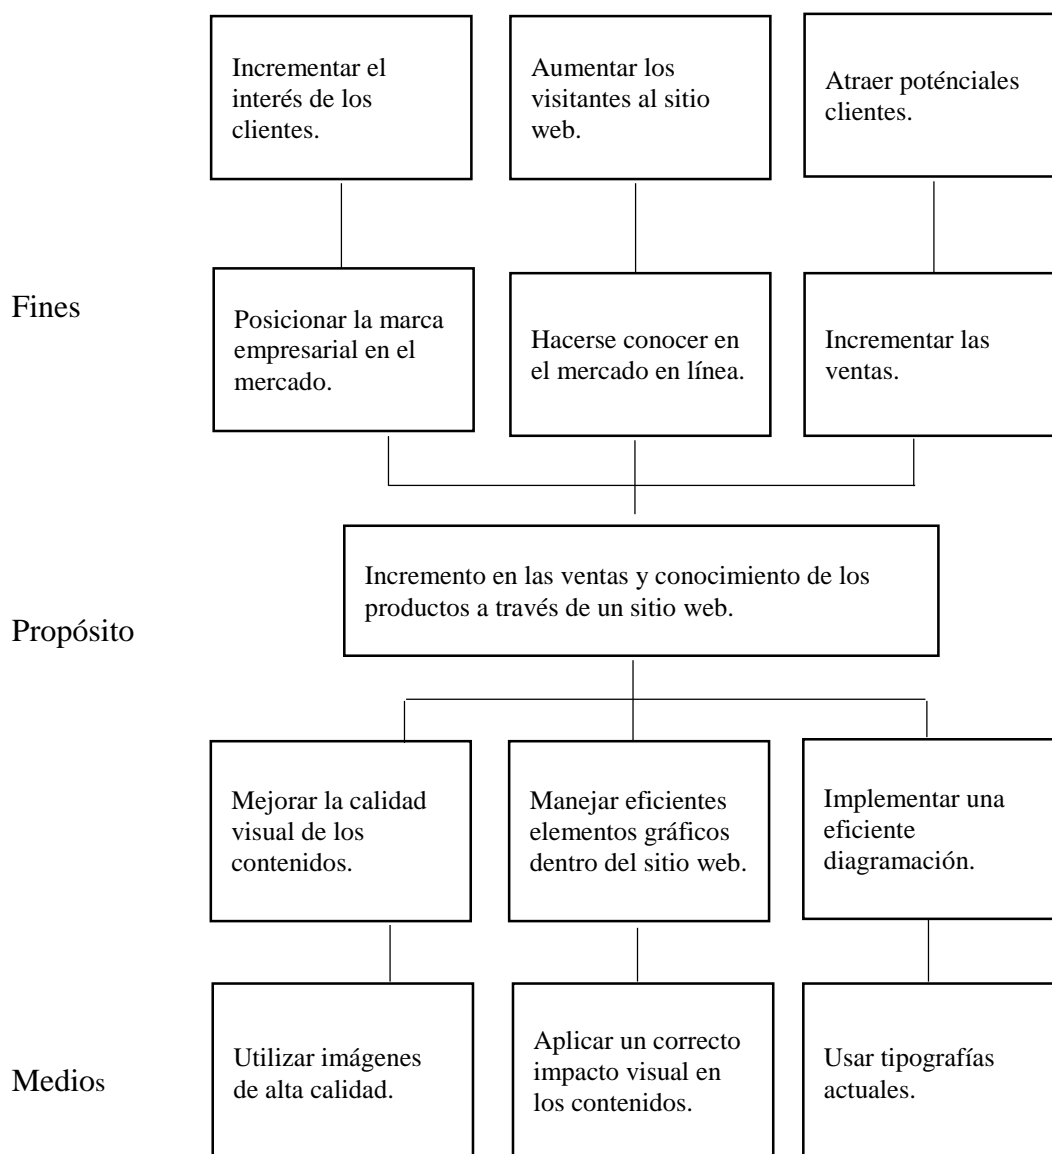 Incrementar el
interés de los
clientes.
Aumentar los
visitantes al sitio
web.
Atraer poténciales
clientes.
Fines
Posicionar la marca
empresarial en el
mercado.
Hacerse conocer en
el mercado en línea.
Incrementar las
ventas.
Propósito
Incremento en las ventas y conocimiento de los
productos a través de un sitio web.
Mejorar la calidad
visual de los
contenidos.
Manejar eficientes
elementos gráficos
dentro del sitio web.
Implementar una
eficiente
diagramación.
Medios
Utilizar imágenes
de alta calidad.
Aplicar un correcto
impacto visual en
los contenidos.
Usar tipografías
actuales.